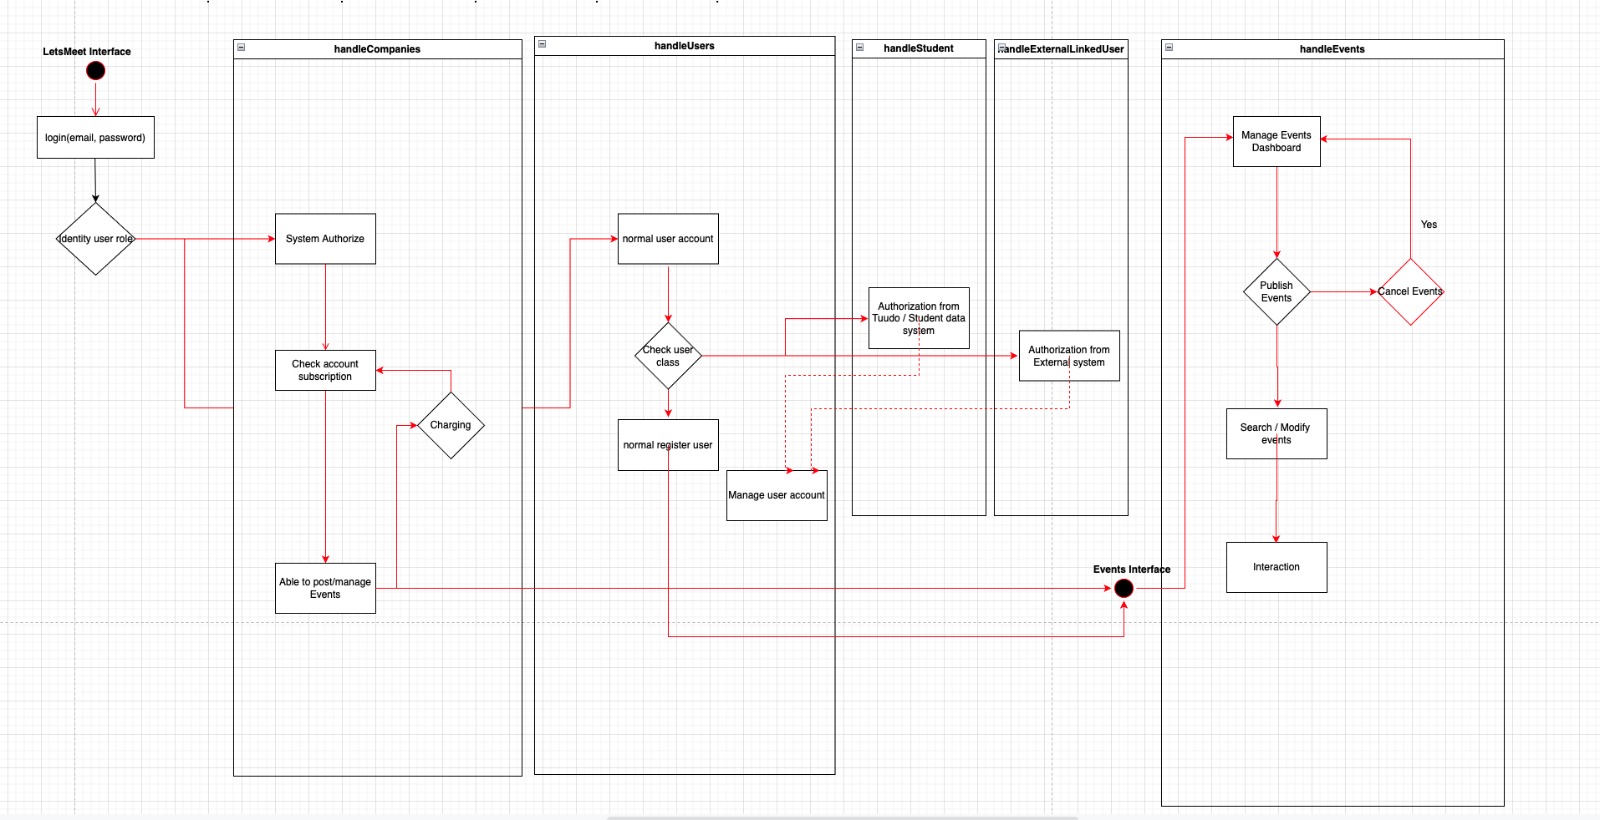 LetsMeet Interface
login(email, password)
Identity user role
handleCompanies
System Authorize
Check account
subscription
Charging
Able to post/manage
Events
handleUsers
normal user account
Check user
class
normal register user
Manage user account
handleStudent
Authorization from
Tuudo / Student data
system
handleExternalLinkedUser
Authorization from
External system
Events Interface
handleEvents
Manage Events
Dashboard
Yes
Publish
Events
Cancel Events
Search / Modify
events
Interaction